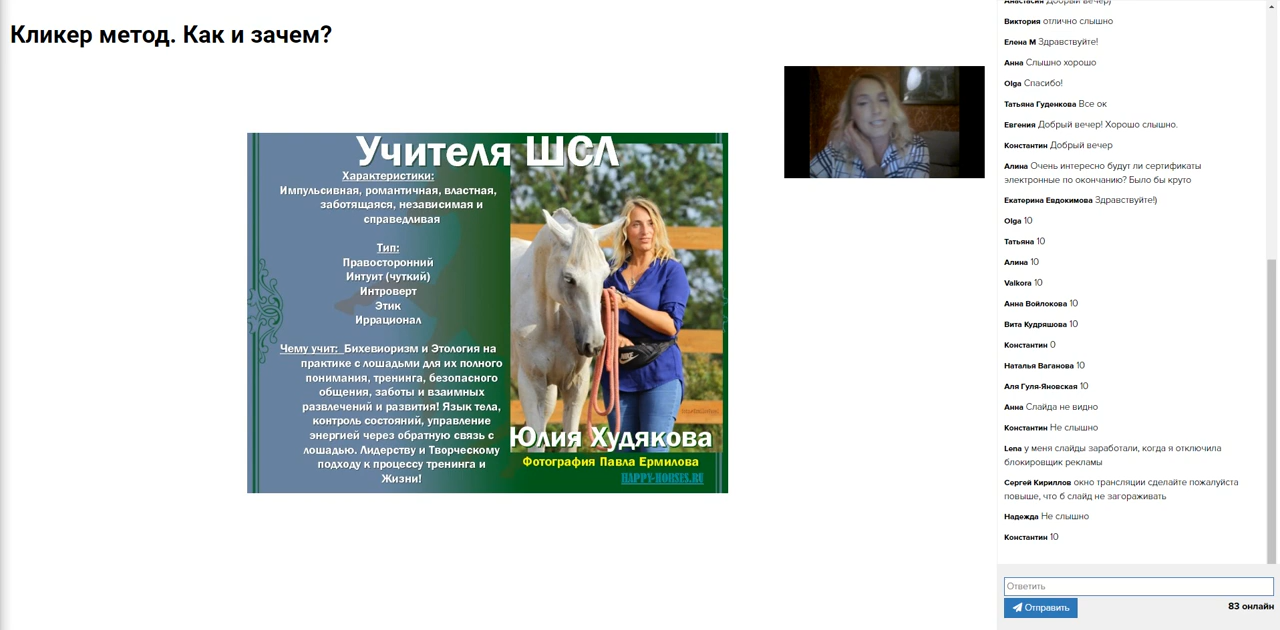 Кликер метод. Как и зачем?
Учителя ШСЛ
Характеристики:
Импульсивная, романтичная, властная,
заботящаяся, независимая и
справедливая
Тип:
Правосторонний
Интуит (чуткий)
Интроверт
Этик
Иррационал
Чему учит: Бихевиоризм и Этология на
практике с лошадьми для их полного
понимания, тренинга, безопасного
общения, заботы и взаимных
развлечений и развития! Язык тела,
контроль состояний, управление
энергией через обратную связь с
лошадью. Лидерству и Творческому
подходу к процессу тренинга и
Жизни!
Юлия Худякова
Фотография Павла Ермилова
HAPPY-HORSES.RU
Анастасия Добрый вечер)
Виктория отлично слышно
Елена М Здравствуйте!
Анна Слышно хорошо
Olga Спасибо!
Татьяна Гуденкова Все ок
Евгения Добрый вечер! Хорошо слышно.
Константин Добрый вечер
Алина Очень интересно будут ли сертификаты
электронные по окончанию? Было бы круто
Екатерина Евдокимова Здравствуйте!)
Olga 10
Татьяна 10
Алина 10
Valkora 10
Анна Войлокова 10
Вита Кудряшова 10
Константин 0
Наталья Ваганова 10
Аля Гуля-Яновская 10
Анна Слайда не видно
Константин Не слышно
Lena у меня слайды заработали, когда я отключила
блокировщик рекламы
Сергей Кириллов окно трансляции сделайте пожалуйста
повыше, что б слайд не загораживать
Надежда Не слышно
Константин 10
Ответить
Отправить
83 онлайн